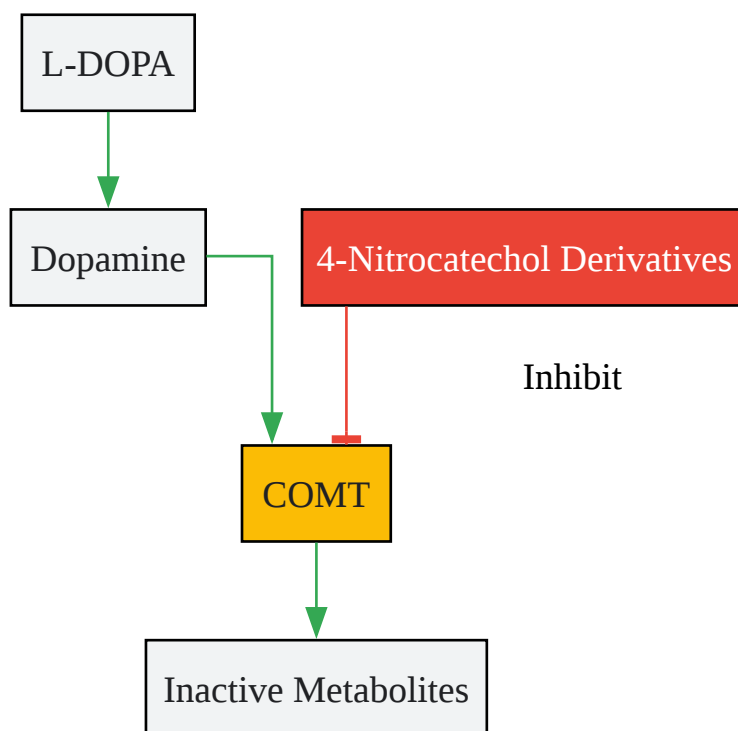 L-DOPA
Dopamine
4-Nitrocatechol Derivatives
Inhibit
COMT
Inactive Metabolites